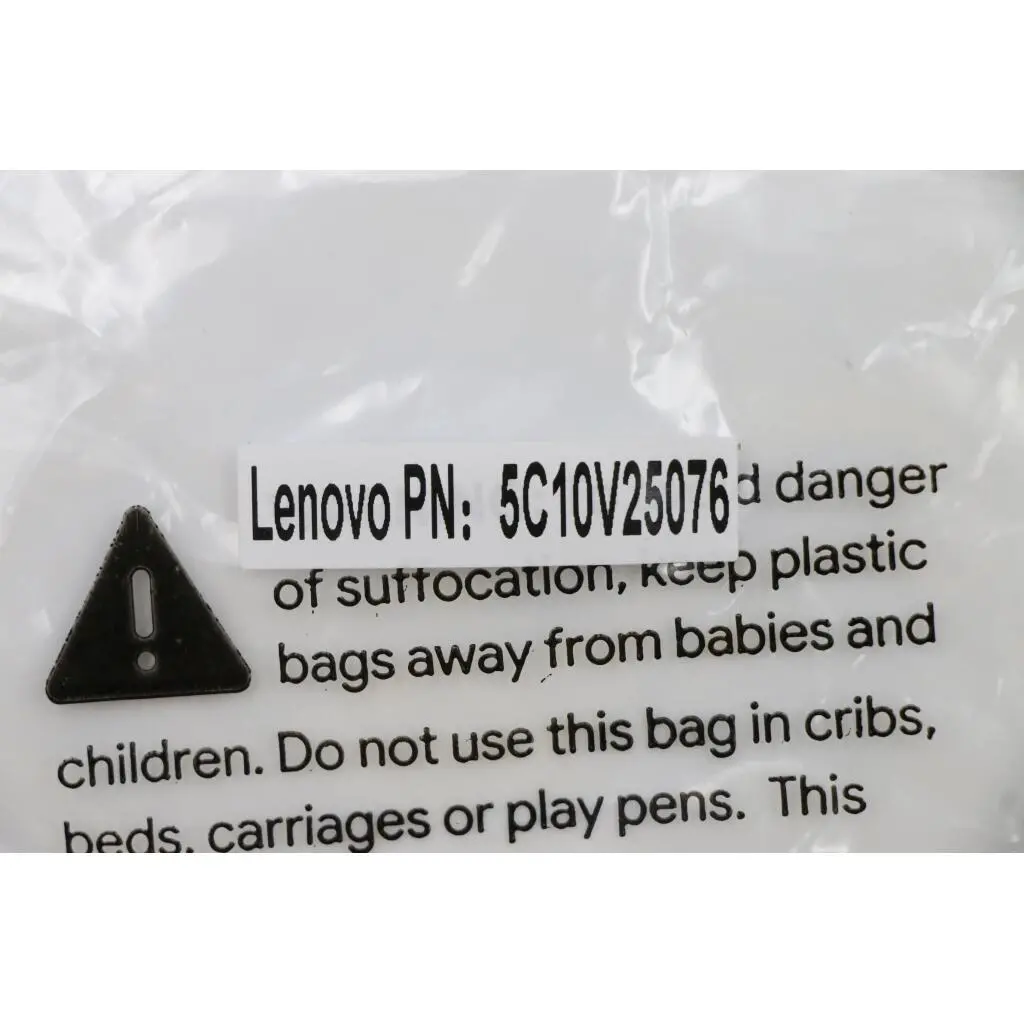 Lenovo PN: 5C10V25076
d danger
of suffocation, keep plastic
bags away from babies and
children. Do not use this bag in cribs,
beds, carriages or play pens. This